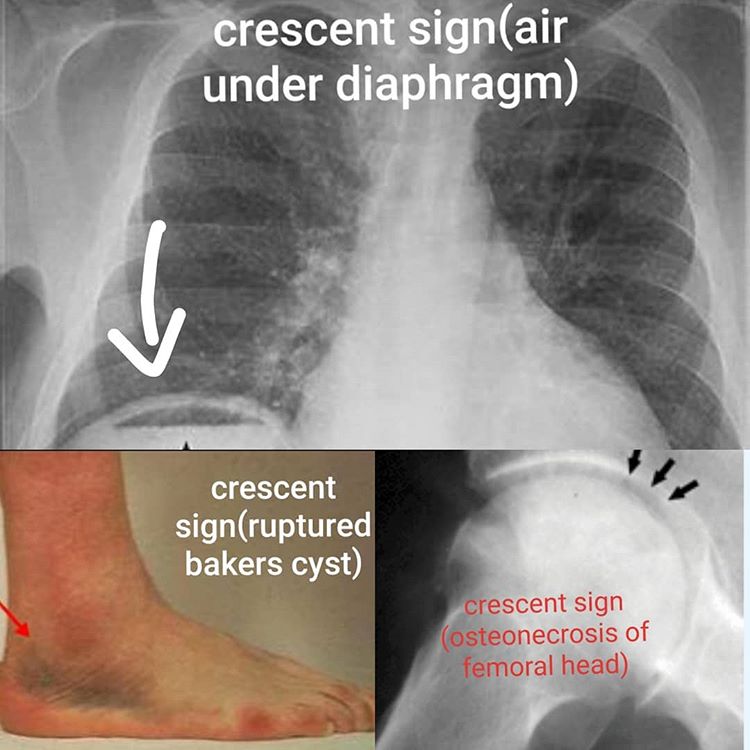 crescent sign(air
under diaphragm)
crescent
sign(ruptured
bakers cyst)
crescent sign
(osteonecrosis of
femoral head)